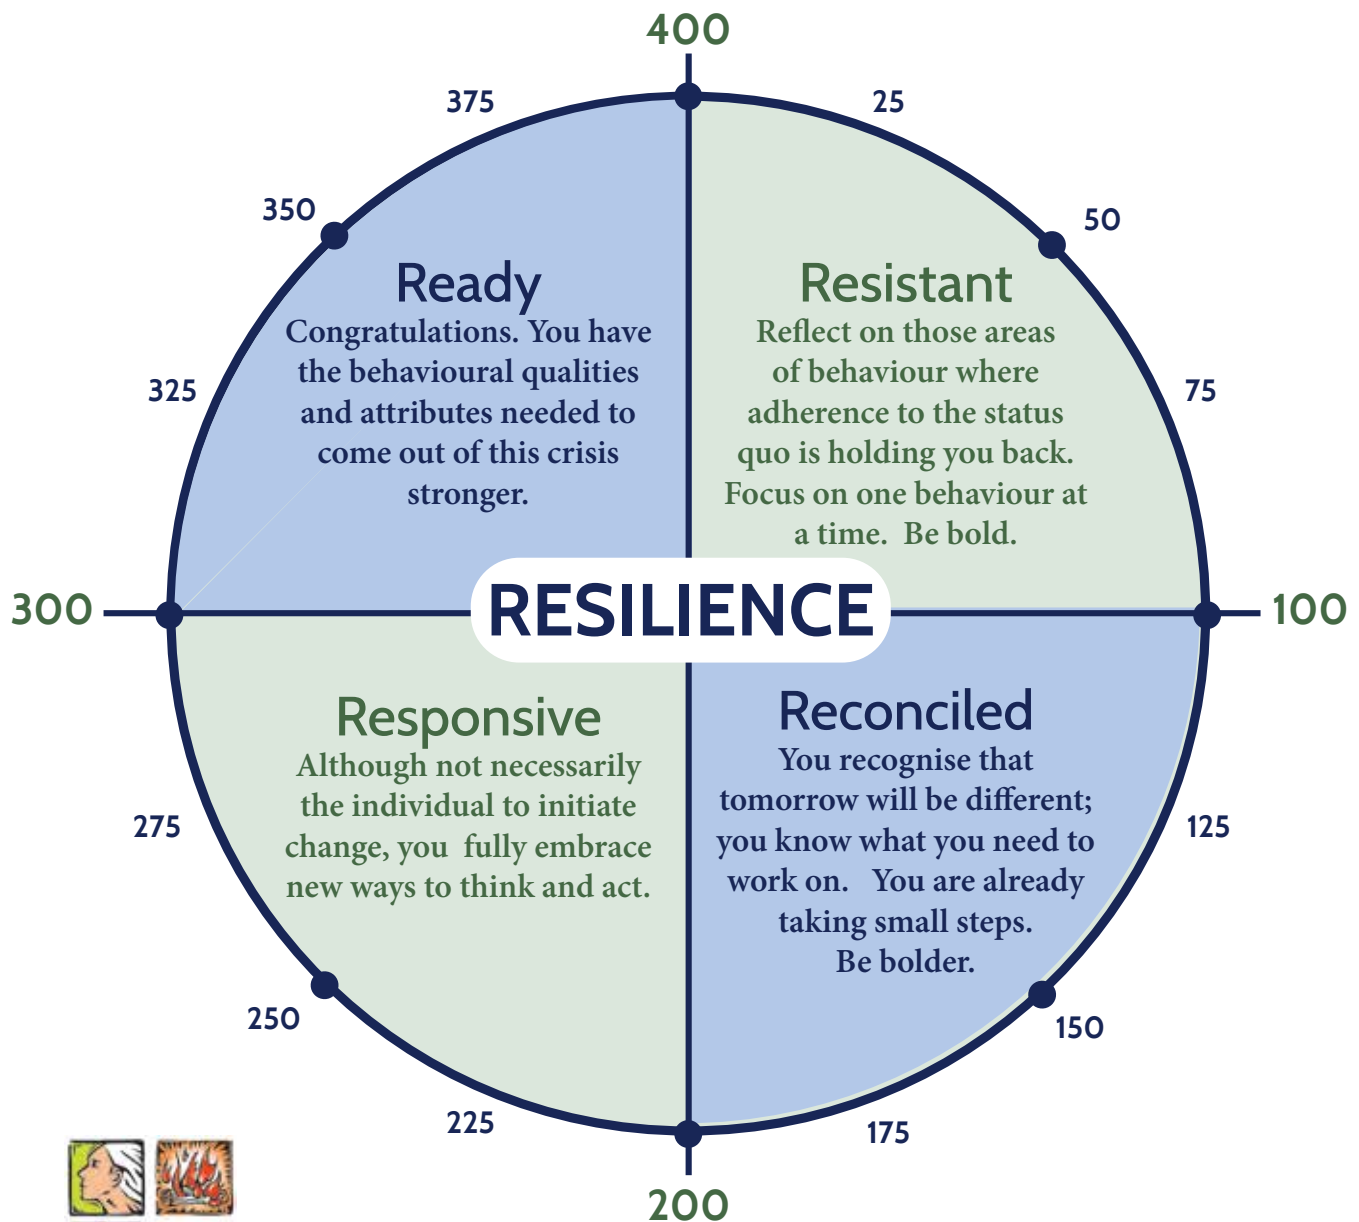 400
375
25
350
50
Ready
Congratulations. You have
the behavioural qualities
and attributes needed to
come out of this crisis
stronger.
Resistant
Reflect on those areas
of behaviour where
adherence to the status
quo is holding you back.
Focus on one behaviour at
a time. Be bold.
325
75
300
RESILIENCE
100
Responsive
Although not necessarily
the individual to initiate
change, you fully embrace
new ways to think and act.
Reconciled
You recognise that
tomorrow will be different;
you know what you need to
work on. You are already
taking small steps.
Be bolder.
275
125
250
150
225
175
200